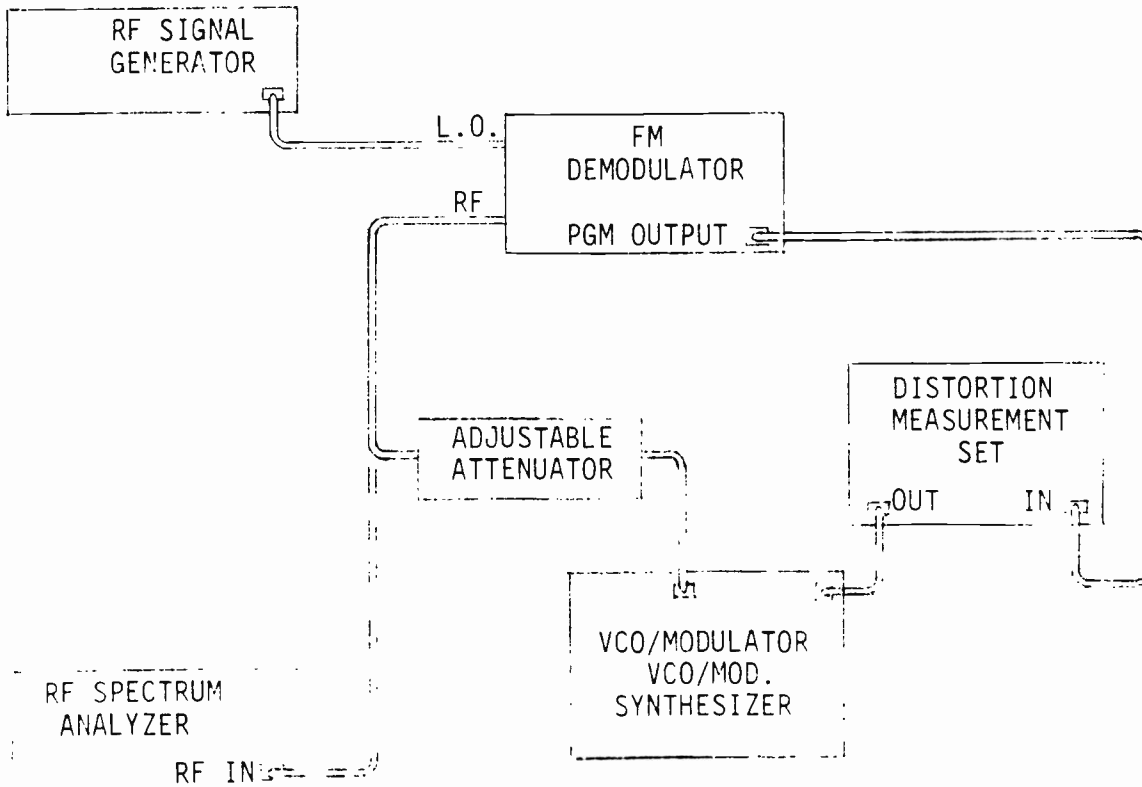 RF SIGNAL
GENERATOR
L.O.
FM
DEMODULATOR
RF
PGM OUTPUT
DISTORTION
MEASUREMENT
SET
OUT IN
ADJUSTABLE
ATTENUATOR
VCO/MODULATOR
VCO/MOD.
SYNTHESIZER
RF SPECTRUM
ANALYZER
RF IN